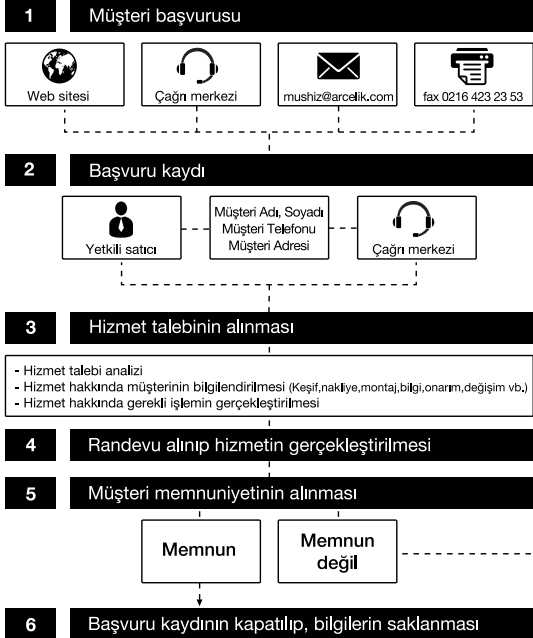 1 Müşteri başvurusu
Web sitesi
Çağrı merkezi
mushiz@arcelik.com
fax 0216 423 23 53
2 Başvuru kaydı
Yetkili satıcı
Müşteri Adı, Soyadı
Müşteri Telefonu
Müşteri Adresi
Çağrı merkezi
3 Hizmet talebinin alınması
- Hizmet talebi analizi
- Hizmet hakkında müşterinin bilgilendirilmesi (Keşif,nakliye,montaj,bilgi,onarım,değişim vb.)
- Hizmet hakkında gerekli işlemin gerçekleştirilmesi
4 Randevu alınıp hizmetin gerçekleştirilmesi
5 Müşteri memnuniyetinin alınması
Memnun
Memnun
değil
6 Başvuru kaydının kapatılıp, bilgilerin saklanması